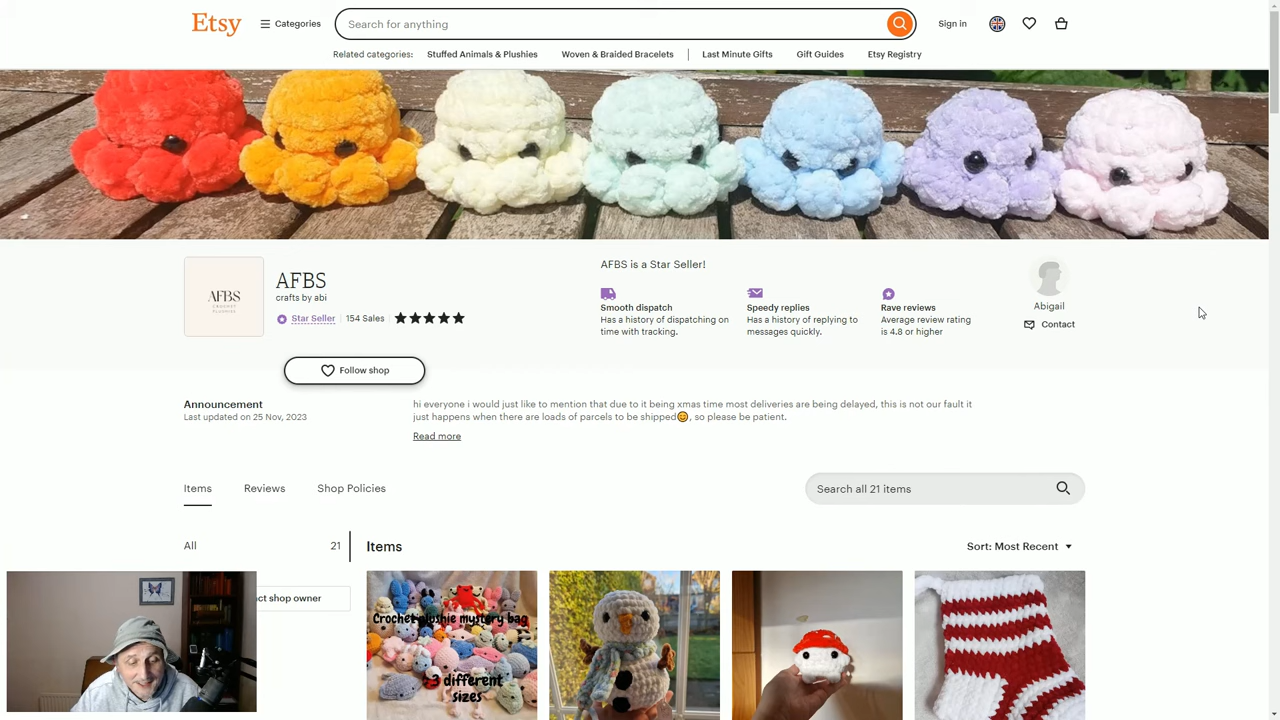 Etsy
Categories
Search for anything
Sign in
Related categories:
Stuffed Animals & Plushies
Woven & Braided Bracelets
Last Minute Gifts
Gift Guides
Etsy Registry
AFBS
CROCHET
PLUSHIES
AFBS
crafts by abi
Star Seller
154 Sales
Follow shop
AFBS is a Star Seller!
Smooth dispatch
Has a history of dispatching on
time with tracking.
Speedy replies
Has a history of replying to
messages quickly.
Rave reviews
Average review rating
is 4.8 or higher
Abigail
Contact
Announcement
Last updated on 25 Nov, 2023
hi everyone i would just like to mention that due to it being xmas time most deliveries are being delayed, this is not our fault it
just happens when there are loads of parcels to be shipped😊, so please be patient.
Read more
Items
Reviews
Shop Policies
Search all 21 items
All
21
Items
Sort: Most Recent
act shop owner
Crochet plushie mystery bag
3 different
sizes